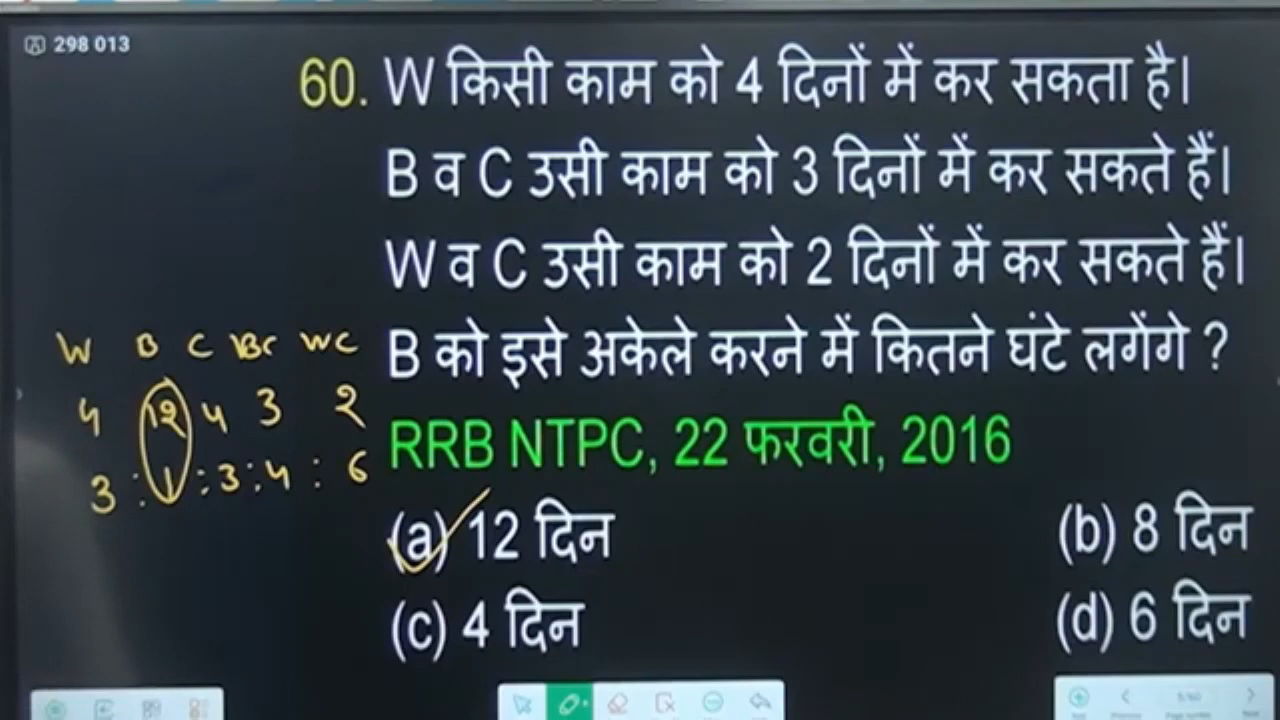 298 013
60. W किसी काम को 4 दिनों में कर सकता है।
B व C उसी काम को 3 दिनों में कर सकते हैं।
W व C उसी काम को 2 दिनों में कर सकते हैं।
B को इसे अकेले करने में कितने घंटे लगेंगे ?
RRB NTPC, 22 फरवरी, 2016
(a) 12 दिन
(b) 8 दिन
(c) 4 दिन
(d) 6 दिन
W B C BC WC
4 12 4 3 2
3 : 1 : 3 : 4 : 6